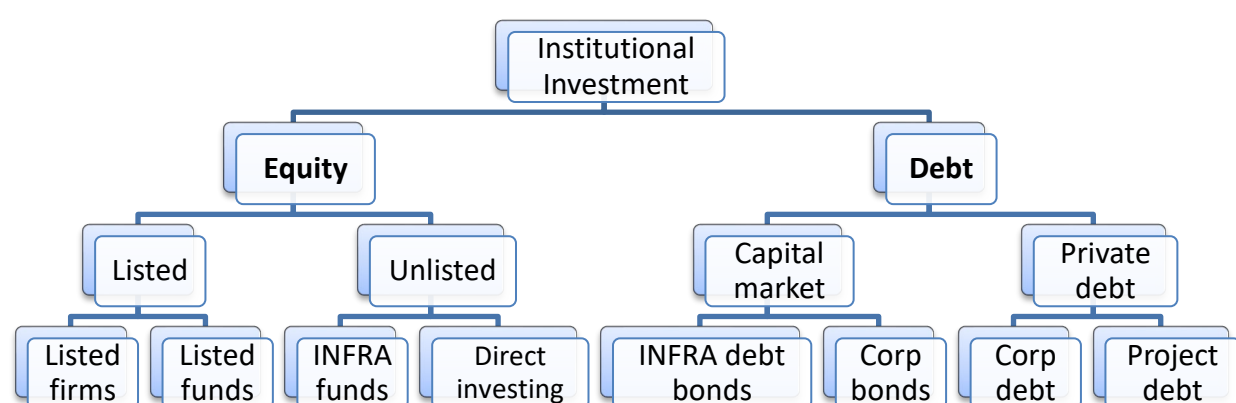 Institutional
Investment
Equity
Debt
Listed
Unlisted
Capital
market
Private
debt
Listed
firms
Listed
funds
INFRA
funds
Direct
investing
INFRA debt
bonds
Corp
bonds
Corp
debt
Project
debt